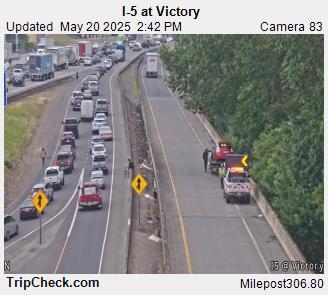 I-5 at Victory
Updated May 20 2025 2:42 PM Camera 83
N I5 @ Victory
TripCheck.com Milepost306.80